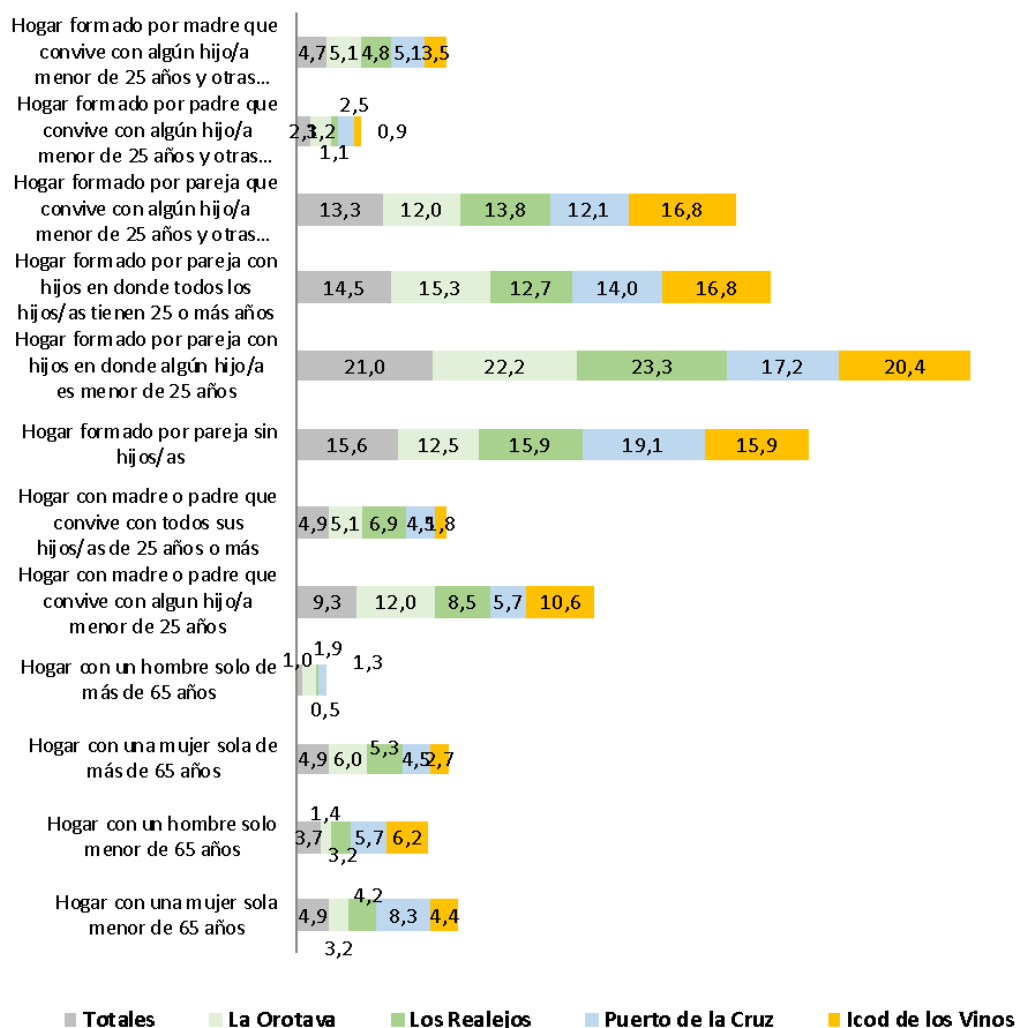 Hogar formado por madre que
convive con algún hijo/a
menor de 25 años y otras...
4,7 5,1 4,8 5,1 3,5
Hogar formado por padre que
convive con algún hijo/a
menor de 25 años y otras...
2,5
2,3 3,2 0,9
1,1
Hogar formado por pareja que
convive con algún hijo/a
menor de 25 años y otras...
13,3 12,0 13,8 12,1 16,8
Hogar formado por pareja con
hijos en donde todos los
hijos/as tienen 25 o más años
14,5 15,3 12,7 14,0 16,8
Hogar formado por pareja con
hijos en donde algún hijo/a
es menor de 25 años
21,0 22,2 23,3 17,2 20,4
Hogar formado por pareja sin
hijos/as
15,6 12,5 15,9 19,1 15,9
Hogar con madre o padre que
convive con todos sus
hijos/as de 25 años o más
4,9 5,1 6,9 4,5 1,8
Hogar con madre o padre que
convive con algun hijo/a
menor de 25 años
9,3 12,0 8,5 5,7 10,6
Hogar con un hombre solo de
más de 65 años
1,9
1,0 1,3
0,5
Hogar con una mujer sola de
más de 65 años
5,3
4,9 6,0 4,5 2,7
Hogar con un hombre solo
menor de 65 años
1,4
3,7 5,7 6,2
3,2
Hogar con una mujer sola
menor de 65 años
4,2
4,9 8,3 4,4
3,2
Totales La Orotava Los Realejos Puerto de la Cruz Icod de los Vinos